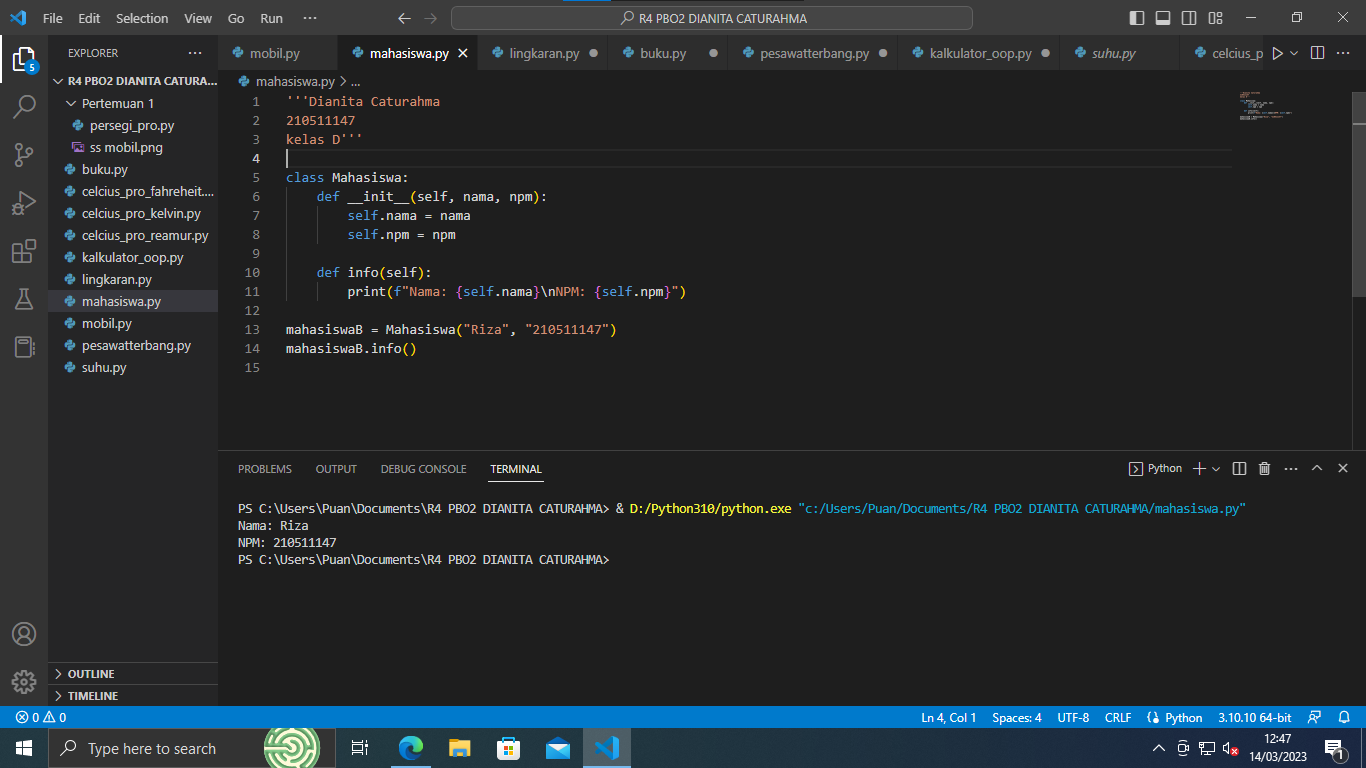 File Edit Selection View Go Run ···
R4 PBO2 DIANITA CATURAHMA
EXPLORER ···
R4 PBO2 DIANITA CATURA...
Pertemuan 1
persegi_pro.py
ss mobil.png
buku.py
celcius_pro_fahreheit....
celcius_pro_kelvin.py
celcius_pro_reamur.py
kalkulator_oop.py
lingkaran.py
mahasiswa.py
mobil.py
pesawatterbang.py
suhu.py
OUTLINE
TIMELINE
5
mobil.py mahasiswa.py lingkaran.py buku.py pesawatterbang.py kalkulator_oop.py suhu.py celcius_p
mahasiswa.py > ...
1 '''Dianita Caturahma
2 210511147
3 kelas D'''
4
5 class Mahasiswa:
6 def __init__(self, nama, npm):
7 self.nama = nama
8 self.npm = npm
9
10 def info(self):
11 print(f"Nama: {self.nama}\nNPM: {self.npm}")
12
13 mahasiswaB = Mahasiswa("Riza", "210511147")
14 mahasiswaB.info()
15
PROBLEMS OUTPUT DEBUG CONSOLE TERMINAL
Python
PS C:\Users\Puan\Documents\R4 PBO2 DIANITA CATURAHMA> & D:/Python310/python.exe "c:/Users/Puan/Documents/R4 PBO2 DIANITA CATURAHMA/mahasiswa.py"
Nama: Riza
NPM: 210511147
PS C:\Users\Puan\Documents\R4 PBO2 DIANITA CATURAHMA>
0 0
Ln 4, Col 1 Spaces: 4 UTF-8 CRLF Python 3.10.10 64-bit
Type here to search
12:47
14/03/2023
1